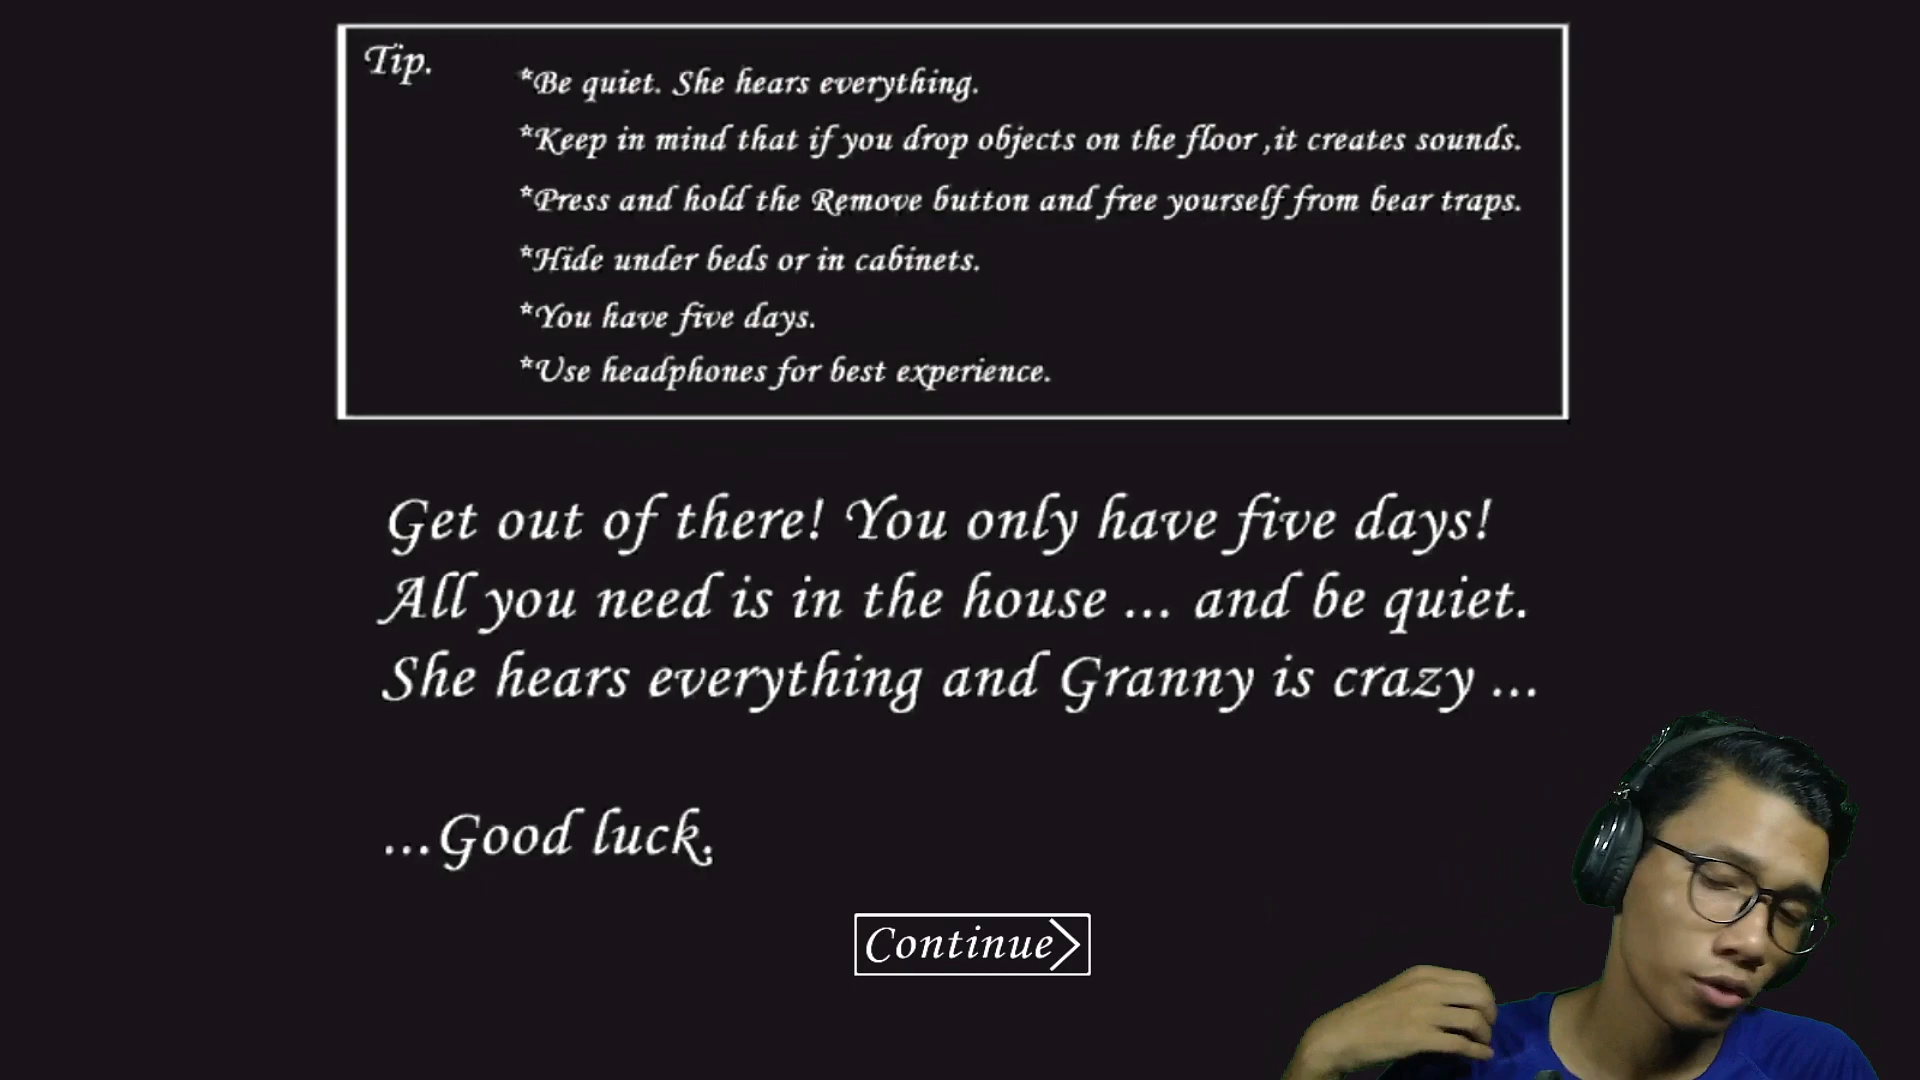 Tip.
*Be quiet. She hears everything.
*Keep in mind that if you drop objects on the floor ,it creates sounds.
*Press and hold the Remove button and free yourself from bear traps.
*Hide under beds or in cabinets.
*You have five days.
*Use headphones for best experience.
Get out of there! You only have five days!
All you need is in the house ... and be quiet.
She hears everything and Granny is crazy ...
...Good luck.
Continue>